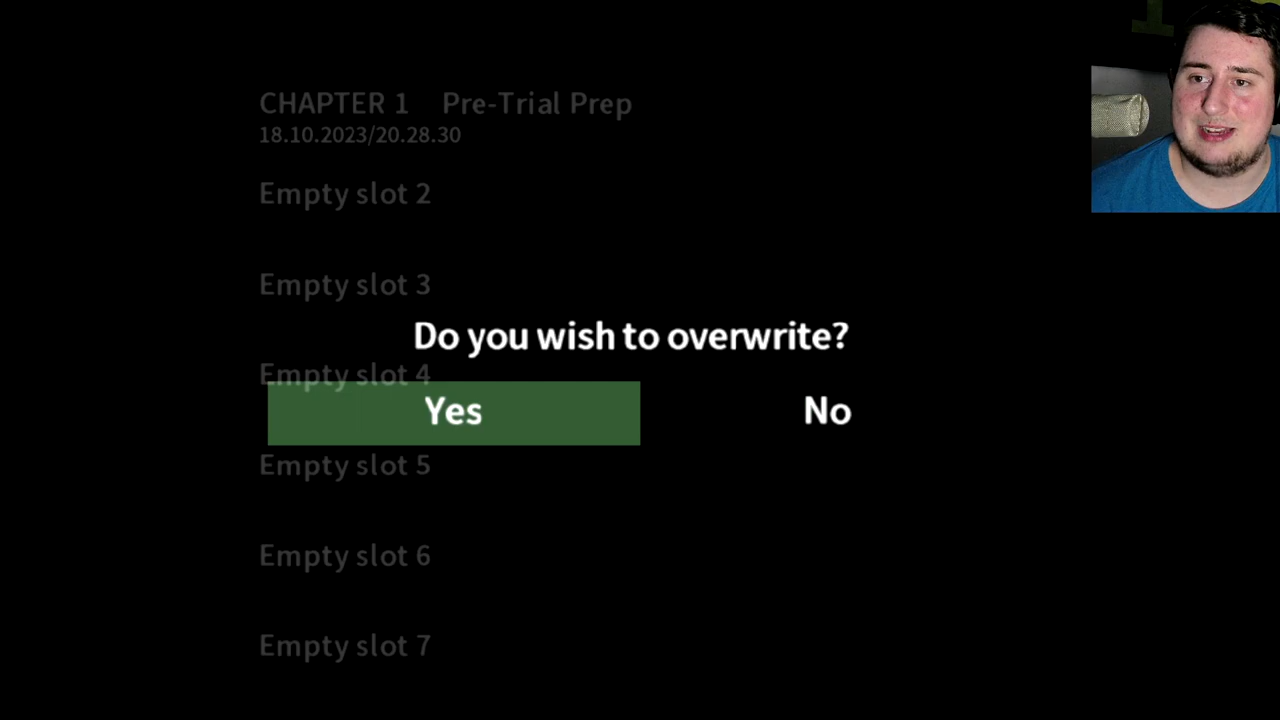 CHAPTER 1 Pre-Trial Prep
18.10.2023/20.28.30
Empty slot 2
Empty slot 3
Do you wish to overwrite?
Empty slot 4
Yes No
Empty slot 5
Empty slot 6
Empty slot 7